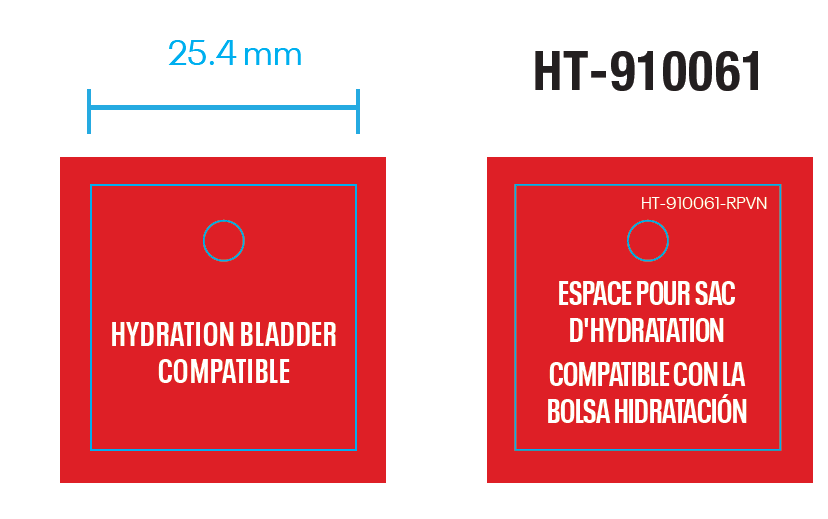 25.4 mm
HT-910061
HYDRATION BLADDER
COMPATIBLE
HT-910061-RPVN
ESPACE POUR SAC
D'HYDRATATION
COMPATIBLE CON LA
BOLSA HIDRATACIÓN